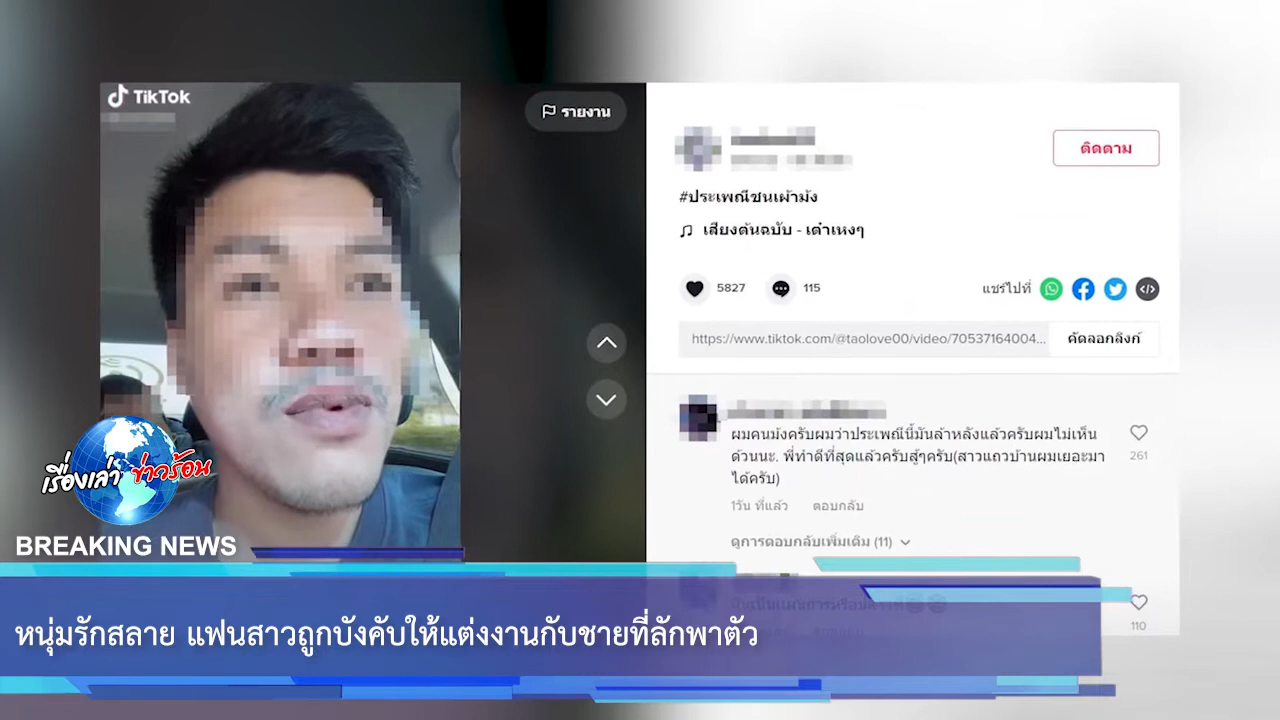 TikTok
รายงาน
ติดตาม
#ประเพณีชนเผ่าม้ง
เสียงต้นฉบับ - เต๋าเหงๆ
5827
115
แชร์ไปที่
https://www.tiktok.com/@taolove00/video/70537164004...
คัดลอกลิงก์
ผมคนม้งครับผมว่าประเพณีนี้มันล้าหลังแล้วครับผมไม่เห็น
ด้วนนะ. พี่ทำดีที่สุดแล้วครับสู้ๆครับ(สาวแถวบ้านผมเยอะมา
ได้ครับ)
261
1วัน ที่แล้ว ตอบกลับ
ดูการตอบกลับเพิ่มเติม (11)
110
เรื่องเล่า ข่าวร้อน
BREAKING NEWS
หนุ่มรักสลาย แฟนสาวถูกบังคับให้แต่งงานกับชายที่ลักพาตัว